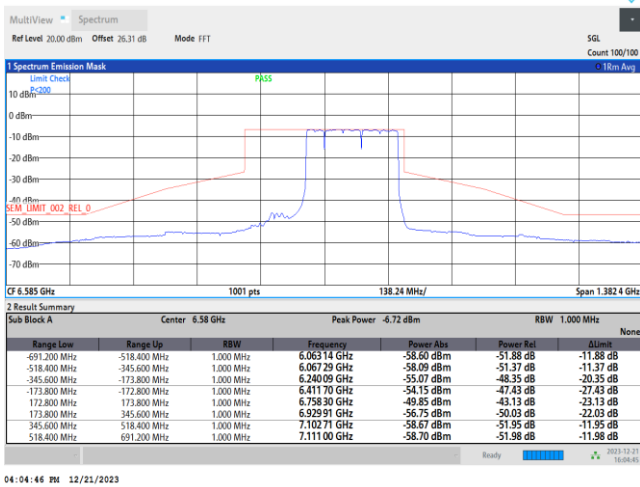 MultiView Spectrum
Ref Level 20.00 dBm Offset 26.31 dB Mode FFT SGL
Count 100/100
1 Spectrum Emission Mask 1Rm Avg
Limit Check PASS
P<200
10 dBm
0 dBm
-10 dBm
-20 dBm
-30 dBm
-40 dBm
SEM_LIMIT_002_REL_0
-50 dBm
-60 dBm
-70 dBm
CF 6.585 GHz 1001 pts 138.24 MHz/ Span 1.3824 GHz
2 Result Summary
Sub Block A Center 6.58 GHz Peak Power -6.72 dBm RBW 1.000 MHz
None
Range Low Range Up RBW Frequency Power Abs Power Rel ΔLimit
-691.200 MHz -518.400 MHz 1.000 MHz 6.06314 GHz -58.60 dBm -51.88 dB -11.88 dB
-518.400 MHz -345.600 MHz 1.000 MHz 6.06729 GHz -58.09 dBm -51.37 dB -11.37 dB
-345.600 MHz -173.800 MHz 1.000 MHz 6.24009 GHz -55.07 dBm -48.35 dB -20.35 dB
-173.800 MHz -172.800 MHz 1.000 MHz 6.41170 GHz -54.15 dBm -47.43 dB -27.43 dB
172.800 MHz 173.800 MHz 1.000 MHz 6.75830 GHz -49.85 dBm -43.13 dB -23.13 dB
173.800 MHz 345.600 MHz 1.000 MHz 6.92991 GHz -56.75 dBm -50.03 dB -22.03 dB
345.600 MHz 518.400 MHz 1.000 MHz 7.10271 GHz -58.67 dBm -51.95 dB -11.95 dB
518.400 MHz 691.200 MHz 1.000 MHz 7.11100 GHz -58.70 dBm -51.98 dB -11.98 dB
Ready 2023-12-21
16:04:45
04:04:46 PM 12/21/2023